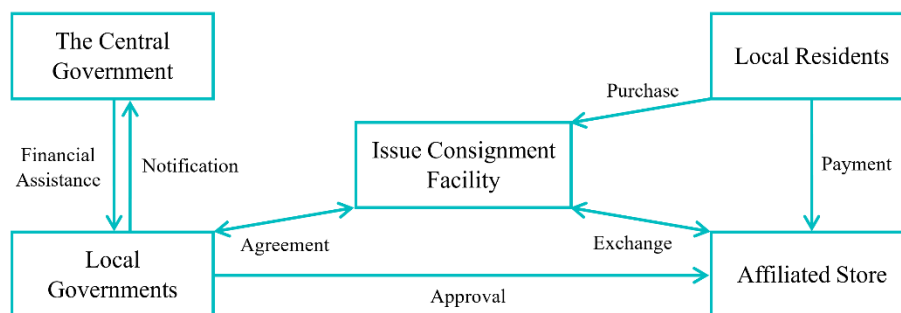 The Central
Government
Local Residents
Purchase
Issue Consignment
Facility
Financial
Assistance
Notification
Payment
Agreement
Exchange
Local
Governments
Approval
Affiliated Store